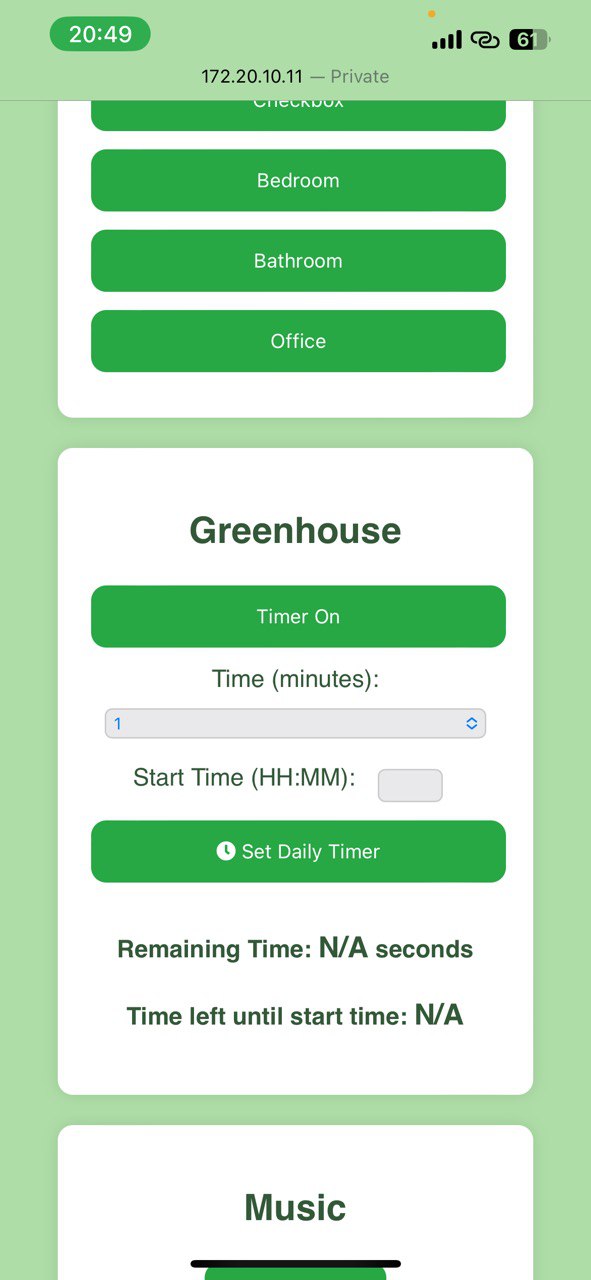 20:49
61
172.20.10.11 — Private
Checkbox
Bedroom
Bathroom
Office
Greenhouse
Timer On
Time (minutes):
1
Start Time (HH:MM):
Set Daily Timer
Remaining Time: N/A seconds
Time left until start time: N/A
Music